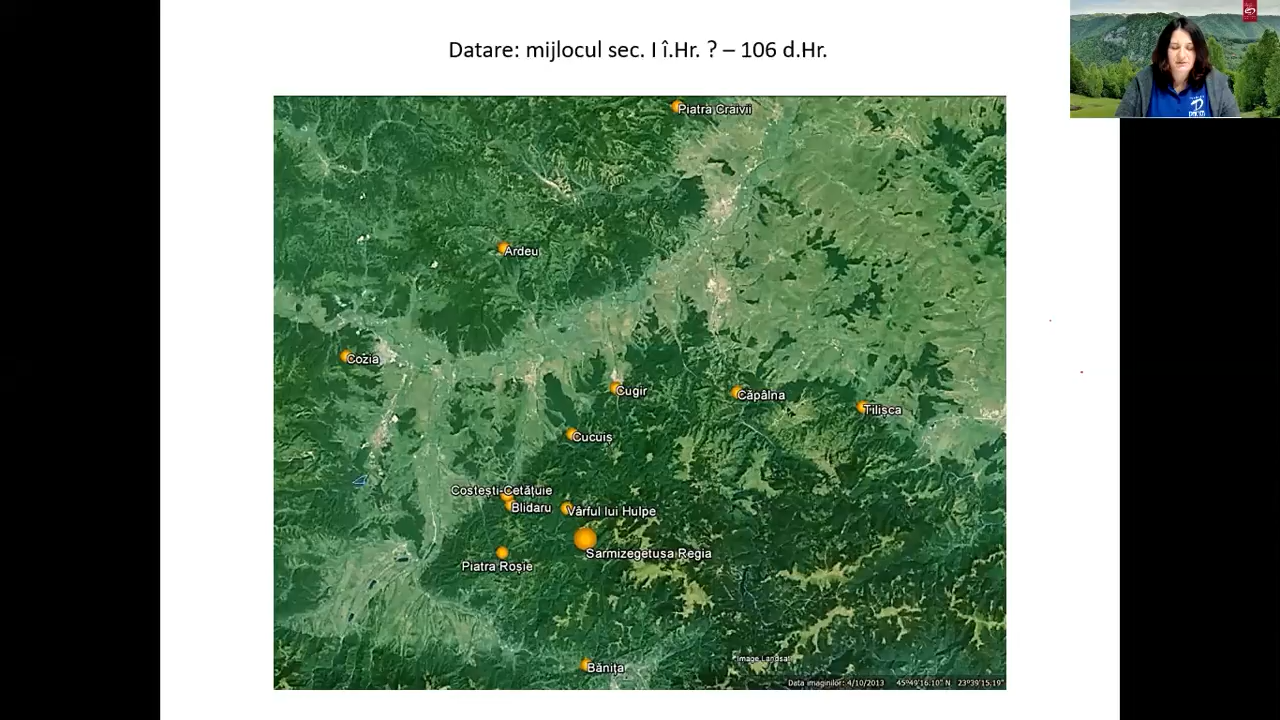 Datare: mijlocul sec. I î.Hr. ? – 106 d.Hr.
Piatra Craivii
Ardeu
Cozia
Cugir
Căpâlna
Tilișca
Cucuiș
Costești-Cetățuie
Blidaru
Vârful lui Hulpe
Sarmizegetusa Regia
Piatra Roșie
Bănița
Image Landsat
Data imaginilor: 4/10/2013 45°49'16.10" N 23°39'15.19"